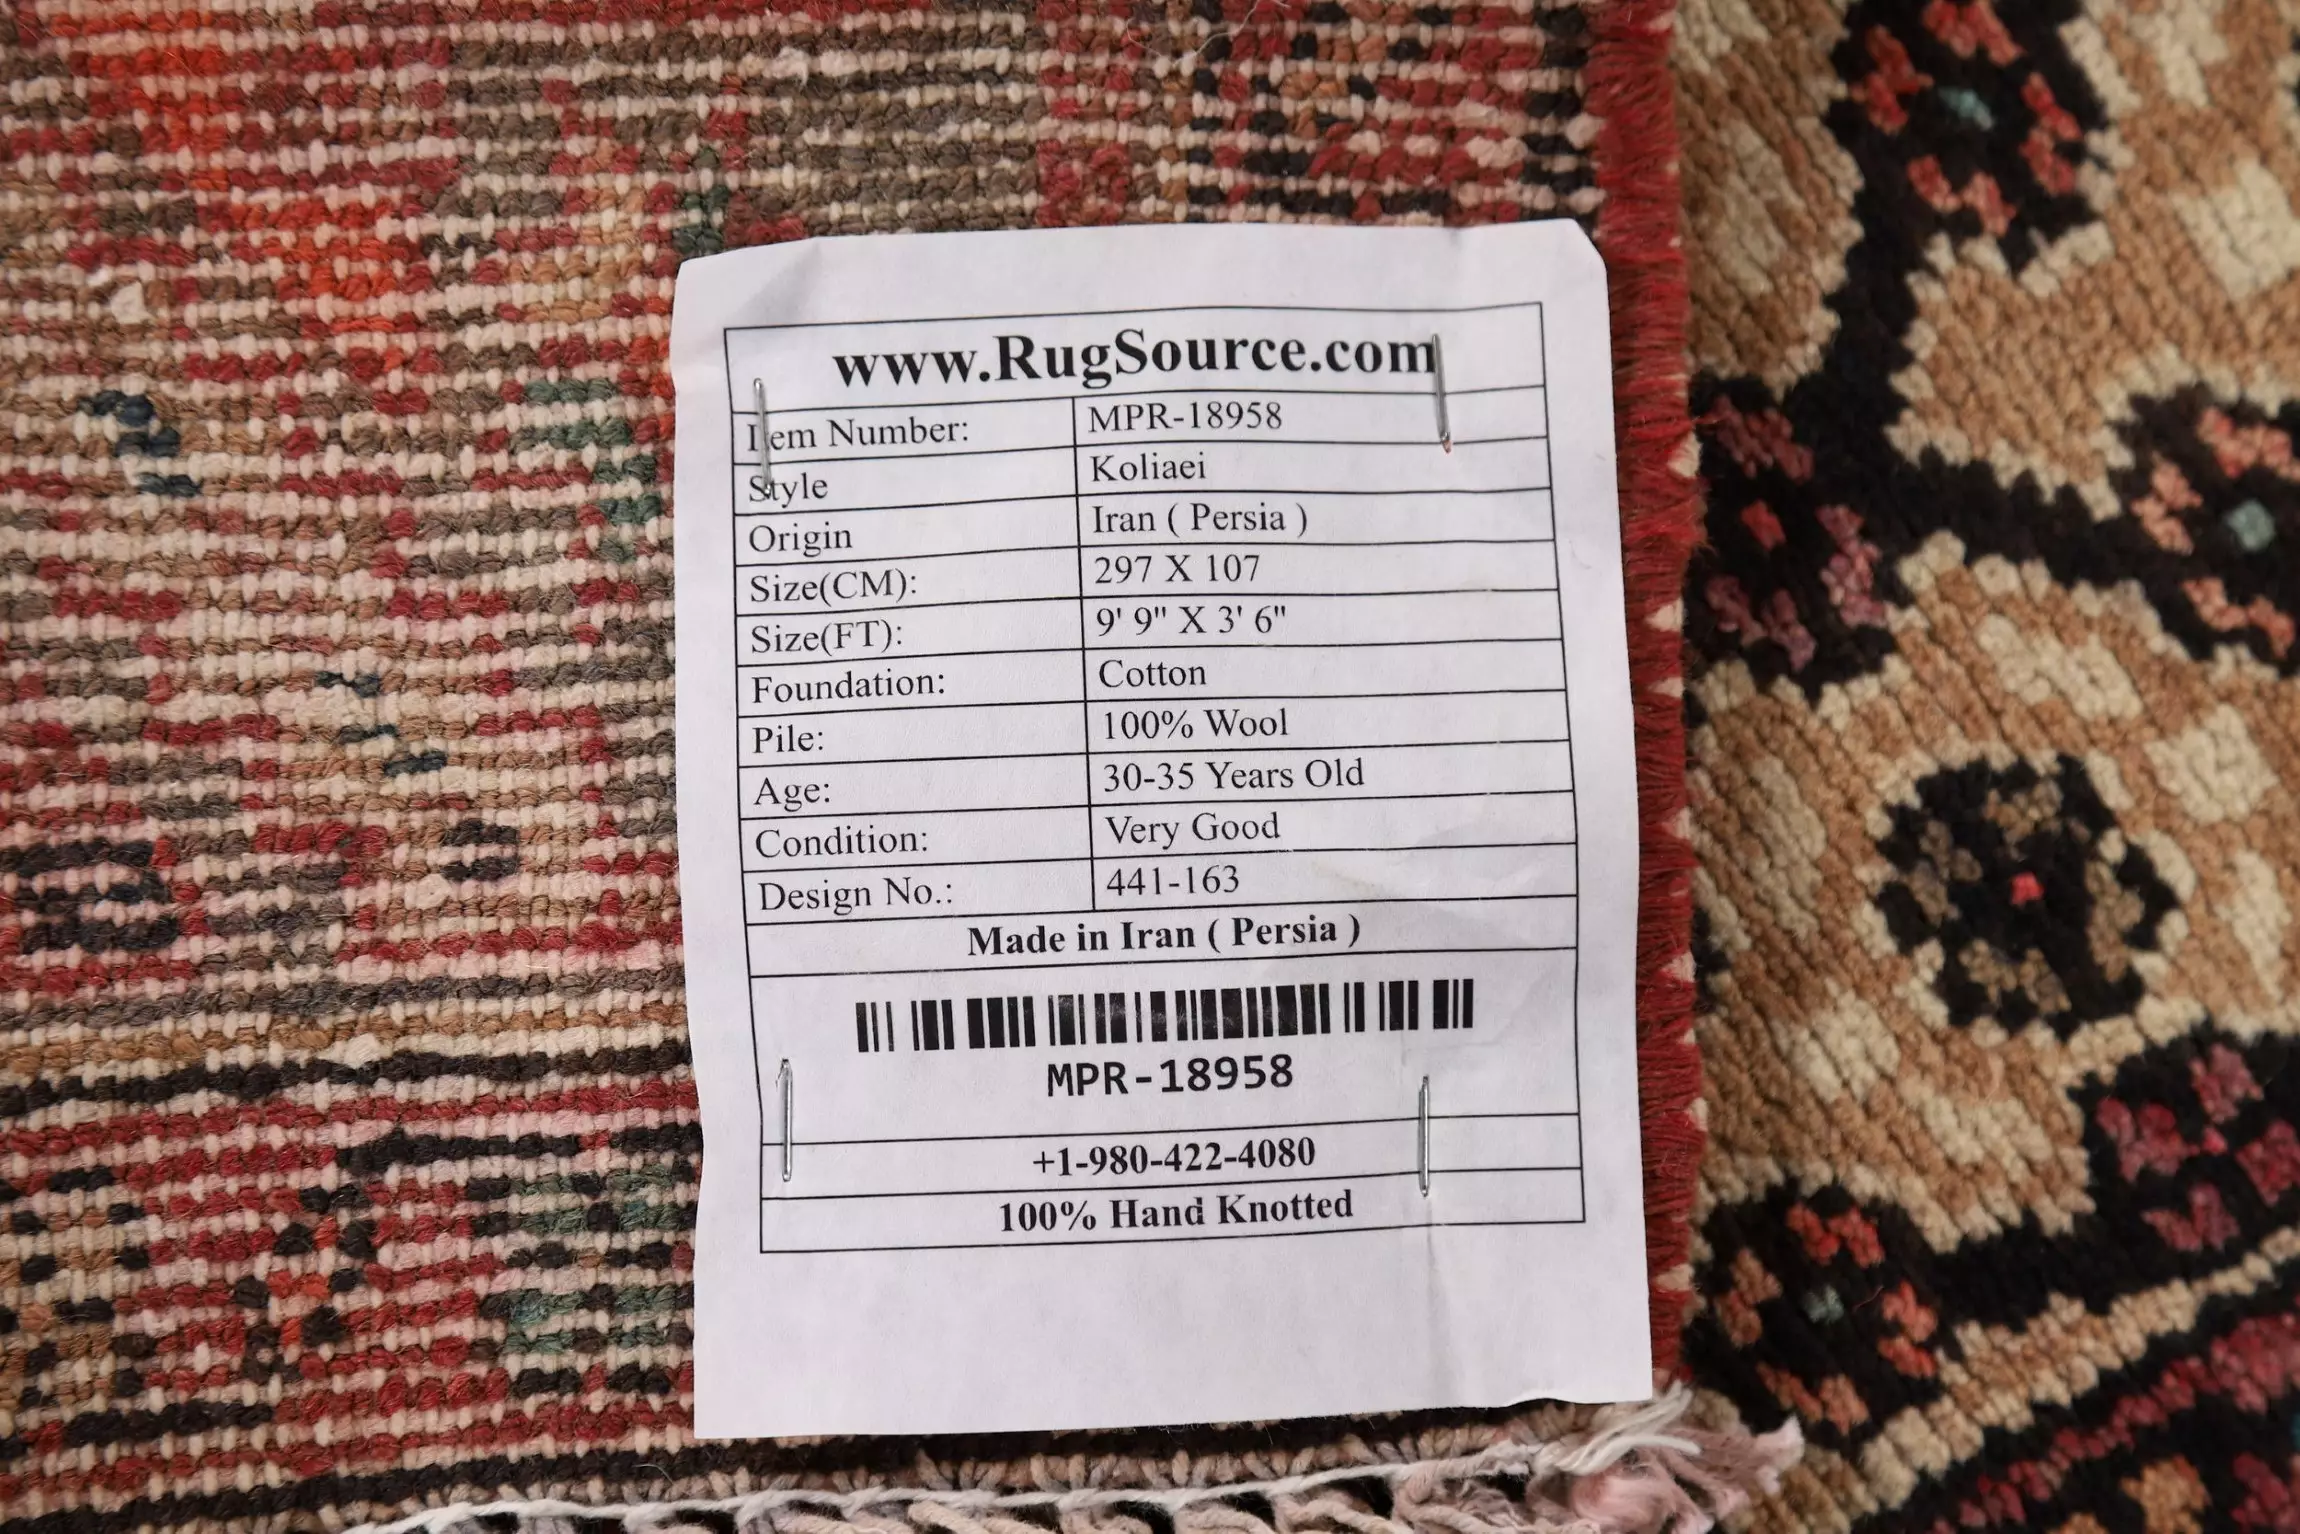 www.RugSource.com
Item Number: MPR-18958
Style Koliaei
Origin Iran ( Persia )
Size(CM): 297 X 107
Size(FT): 9' 9" X 3' 6"
Foundation: Cotton
Pile: 100% Wool
Age: 30-35 Years Old
Condition: Very Good
Design No.: 441-163
Made in Iran ( Persia )
MPR-18958
+1-980-422-4080
100% Hand Knotted